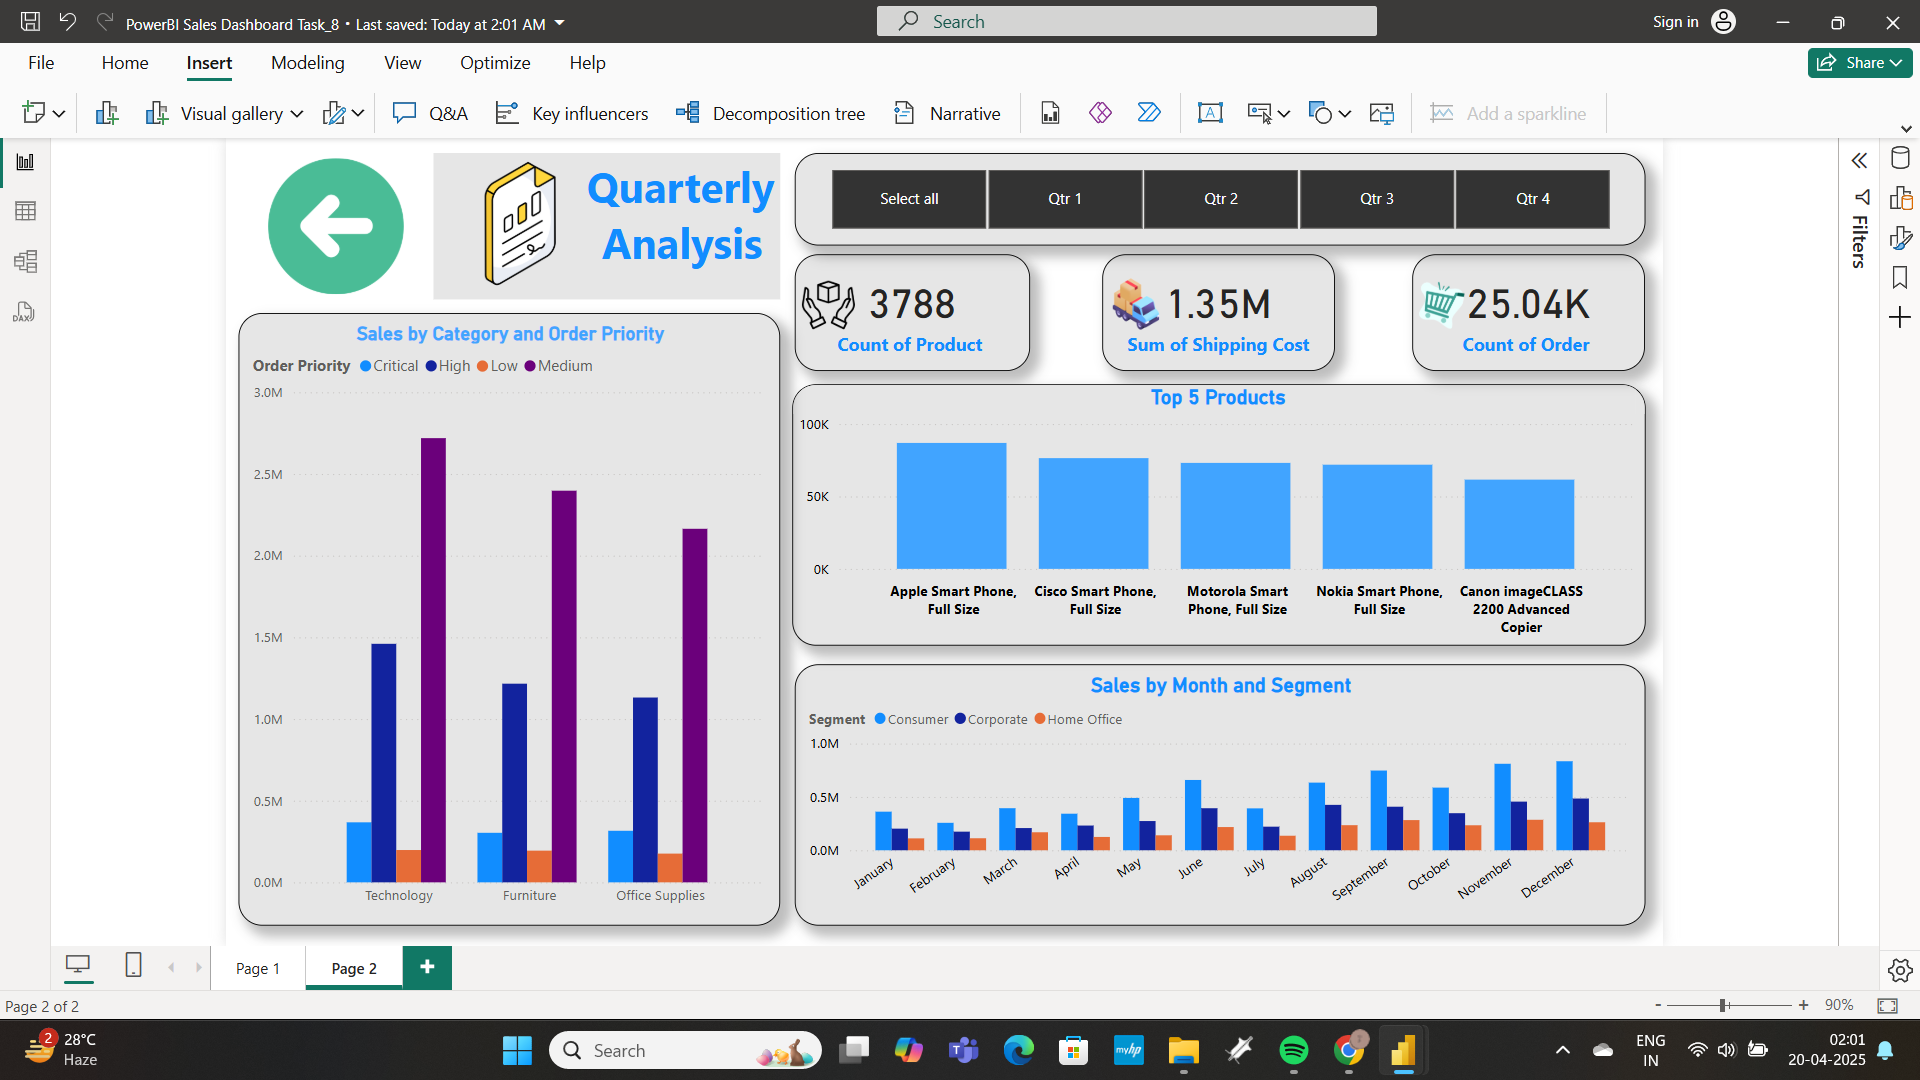 PowerBI Sales Dashboard Task_8 • Last saved: Today at 2:01 AM
Search
Sign in
File
Home
Insert
Modeling
View
Optimize
Help
Share
Visual gallery
Q&A
Key influencers
Decomposition tree
Narrative
Add a sparkline
DAX
Quarterly
Analysis
Select all
Qtr 1
Qtr 2
Qtr 3
Qtr 4
Filters
3788
Count of Product
1.35M
Sum of Shipping Cost
25.04K
Count of Order
Sales by Category and Order Priority
Order Priority Critical High Low Medium
3.0M
2.5M
2.0M
1.5M
1.0M
0.5M
0.0M
Technology
Furniture
Office Supplies
Top 5 Products
100K
50K
0K
Apple Smart Phone,
Full Size
Cisco Smart Phone,
Full Size
Motorola Smart
Phone, Full Size
Nokia Smart Phone,
Full Size
Canon imageCLASS
2200 Advanced
Copier
Sales by Month and Segment
Segment Consumer Corporate Home Office
1.0M
0.5M
0.0M
January
February
March
April
May
June
July
August
September
October
November
December
Page 1
Page 2
+
Page 2 of 2
- + 90%
2
28°C
Haze
Search
myhp
ENG
IN
02:01
20-04-2025